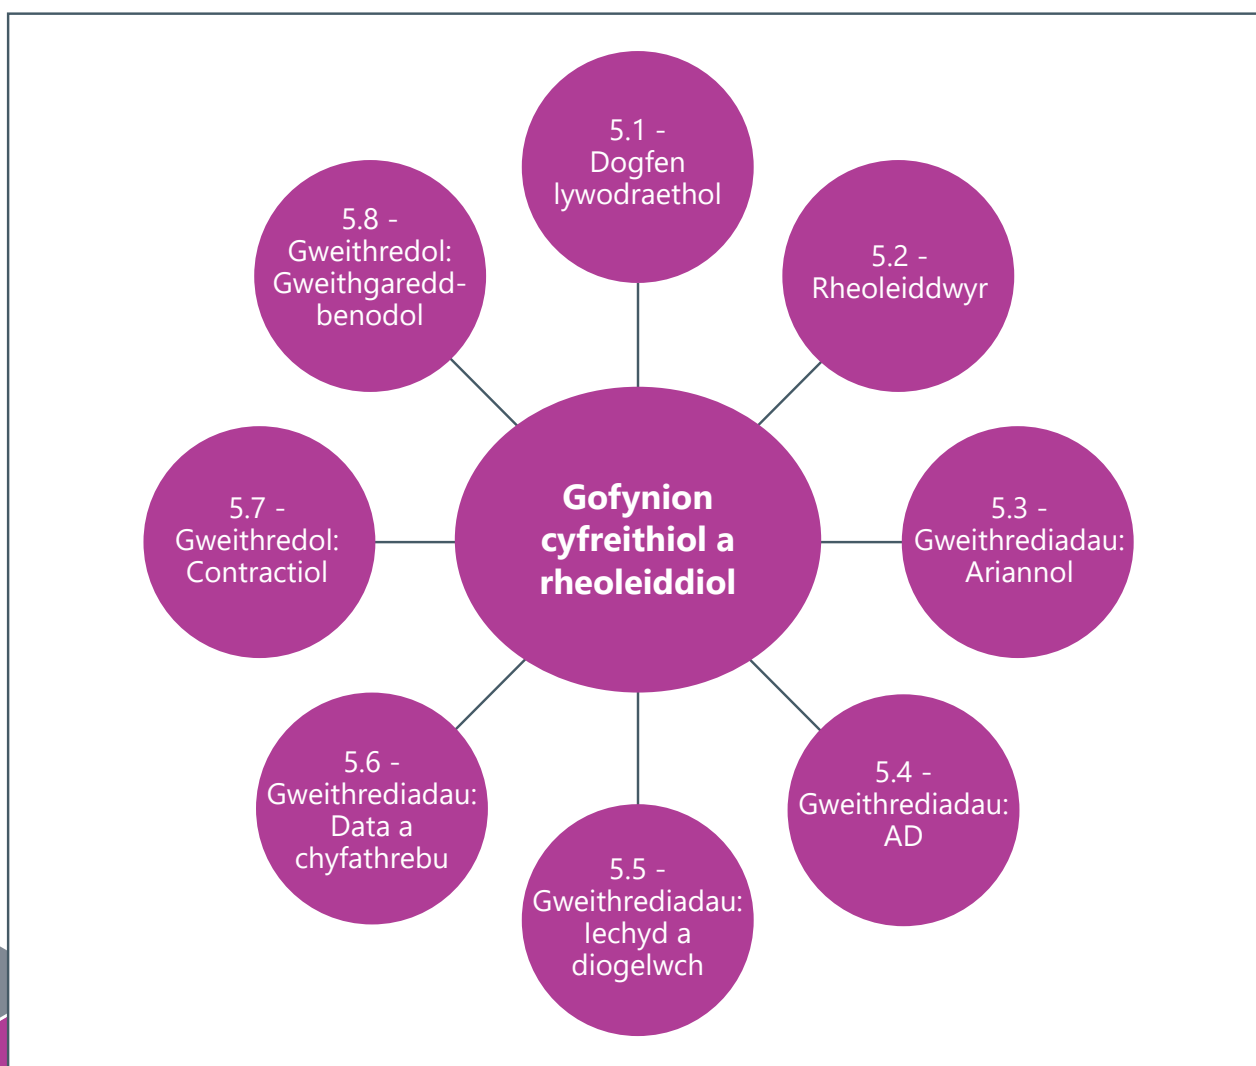 5.1 -
Dogfen
lywodraethol
5.2 -
Rheoleiddwyr
5.3 -
Gweithrediadau:
Ariannol
5.4 -
Gweithrediadau:
AD
5.5 -
Gweithrediadau:
Iechyd a
diogelwch
5.6 -
Gweithrediadau:
Data a
chyfathrebu
5.7 -
Gweithredol:
Contractiol
5.8 -
Gweithredol:
Gweithgaredd-
benodol
Gofynion
cyfreithiol a
rheoleiddiol